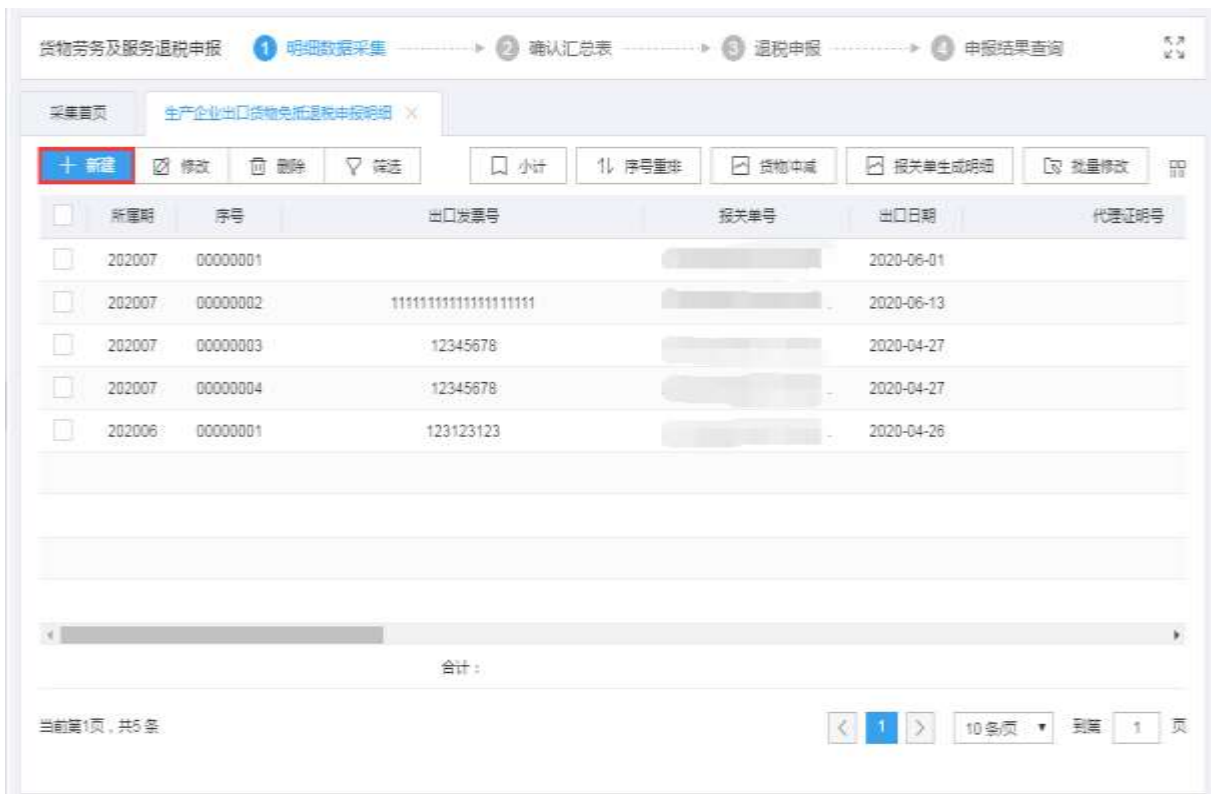 货物劳务及服务退税申报 1 明细数据采集 2 确认汇总表 3 退税申报 4 申报结果查询
采集首页 生产企业出口货物免抵退税申报明细
新建 修改 删除 筛选 小计 序号重排 货物冲减 报关单生成明细 批量修改
所属期 序号 出口发票号 报关单号 出口日期 代理证明号
202007 00000001 2020-06-01
202007 00000002 11111111111111111111 2020-06-13
202007 00000003 12345678 2020-04-27
202007 00000004 12345678 2020-04-27
202006 00000001 123123123 2020-04-26
合计：
当前第1页，共5 条 1 10 条/页 到第 1 页